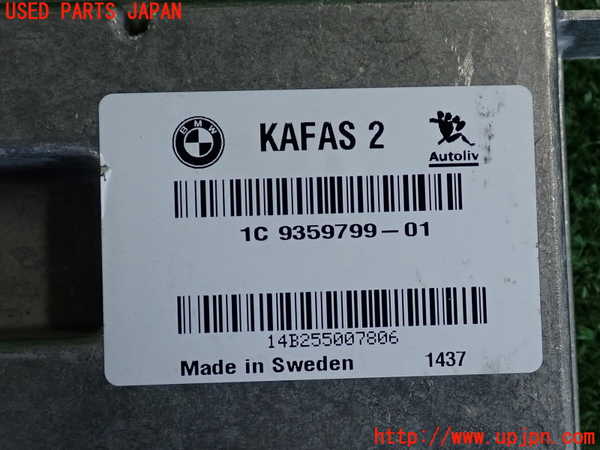 USED PARTS JAPAN
BMW
KAFAS 2
Autoliv
1C 9359799-01
14B255007806
Made in Sweden 1437
http://www.upjpn.com/